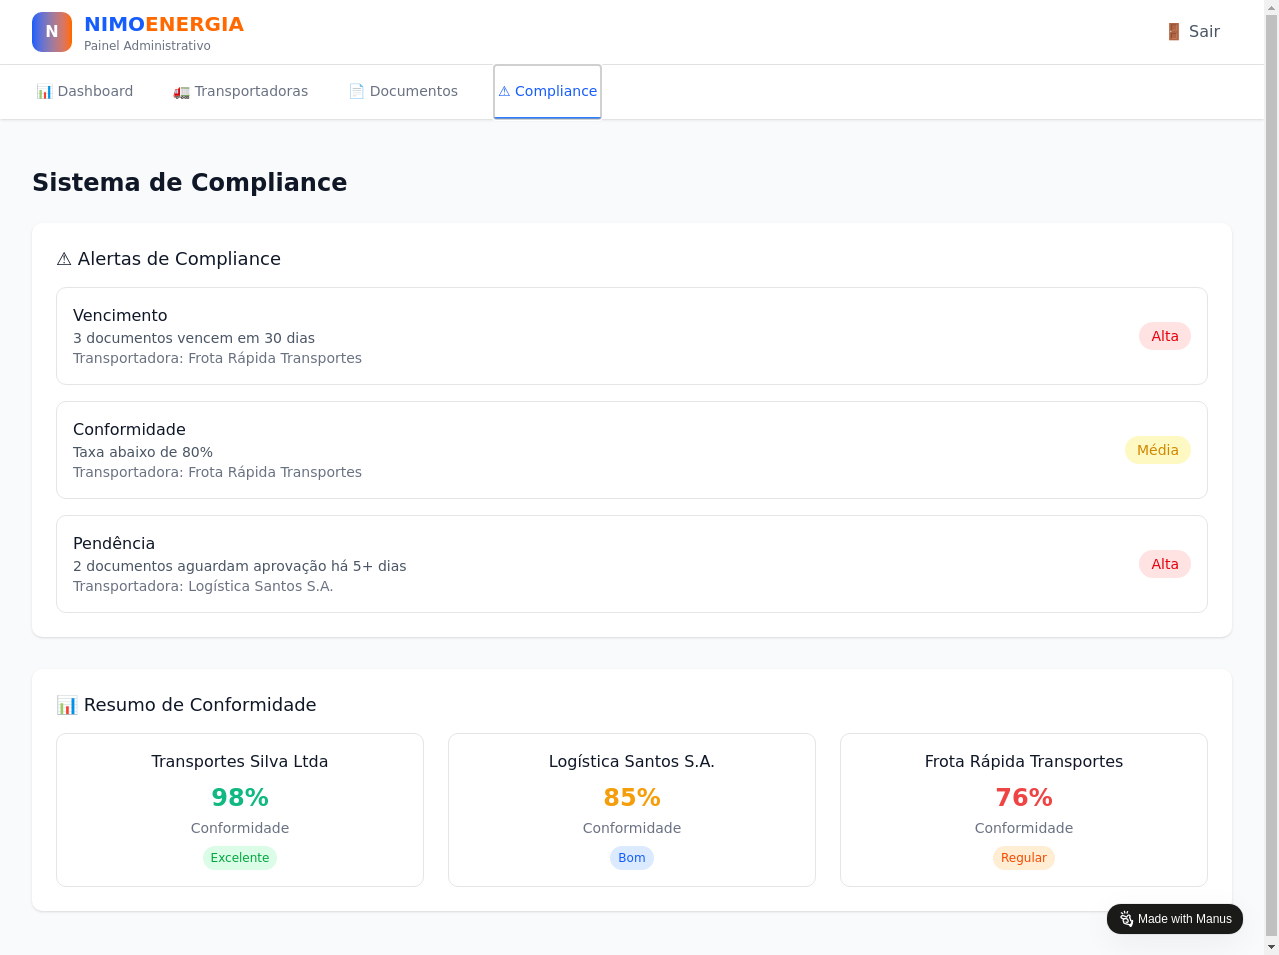 N
NIMOENERGIA
Painel Administrativo
🚪 Sair
📊 Dashboard
🚛 Transportadoras
📄 Documentos
⚠ Compliance
Sistema de Compliance
⚠ Alertas de Compliance
Vencimento
3 documentos vencem em 30 dias
Transportadora: Frota Rápida Transportes
Alta
Conformidade
Taxa abaixo de 80%
Transportadora: Frota Rápida Transportes
Média
Pendência
2 documentos aguardam aprovação há 5+ dias
Transportadora: Logística Santos S.A.
Alta
📊 Resumo de Conformidade
Transportes Silva Ltda
98%
Conformidade
Excelente
Logística Santos S.A.
85%
Conformidade
Bom
Frota Rápida Transportes
76%
Conformidade
Regular
Made with Manus